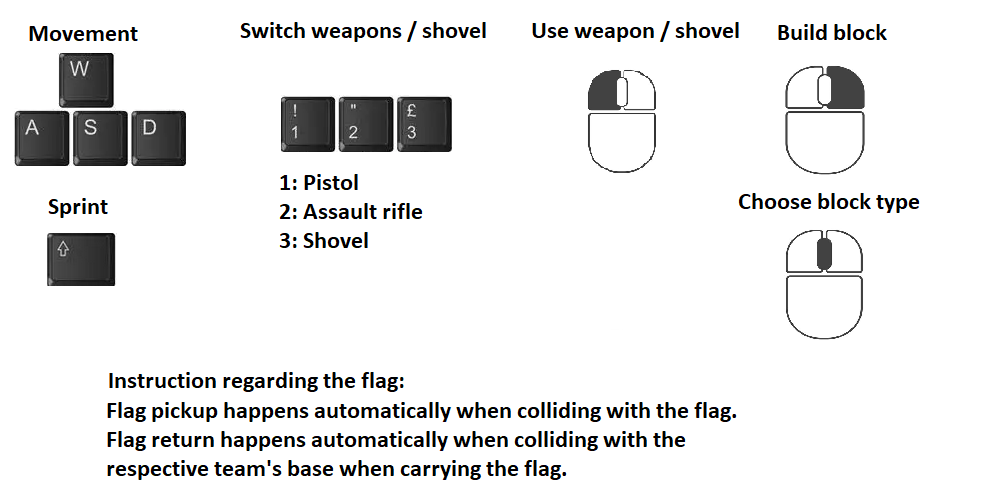 Movement
Switch weapons / shovel
Use weapon / shovel
Build block
W
A S D
! " £
1 2 3
1: Pistol
2: Assault rifle
3: Shovel
Sprint
Choose block type
Instruction regarding the flag:
Flag pickup happens automatically when colliding with the flag.
Flag return happens automatically when colliding with the
respective team's base when carrying the flag.